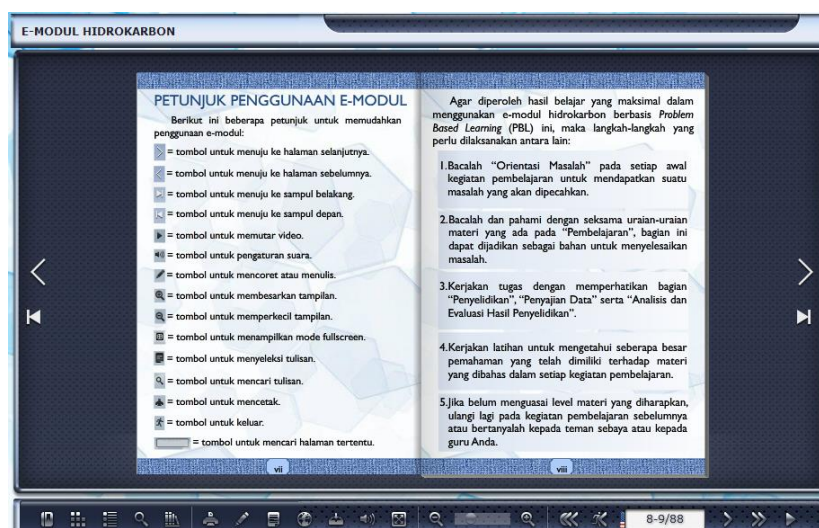 E-MODUL HIDROKARBON
PETUNJUK PENGGUNAAN E-MODUL
Berikut ini beberapa petunjuk untuk memudahkan
penggunaan e-modul:
= tombol untuk menuju ke halaman selanjutnya.
= tombol untuk menuju ke halaman sebelumnya.
= tombol untuk menuju ke sampul belakang.
= tombol untuk menuju ke sampul depan.
= tombol untuk memutar video.
= tombol untuk pengaturan suara.
= tombol untuk mencoret atau menulis.
= tombol untuk membesarkan tampilan.
= tombol untuk memperkecil tampilan.
= tombol untuk menampilkan mode fullscreen.
= tombol untuk menyeleksi tulisan.
= tombol untuk mencari tulisan.
= tombol untuk mencetak.
= tombol untuk keluar.
= tombol untuk mencari halaman tertentu.
vii
Agar diperoleh hasil belajar yang maksimal dalam
menggunakan e-modul hidrokarbon berbasis Problem
Based Learning (PBL) ini, maka langkah-langkah yang
perlu dilaksanakan antara lain:
1.Bacalah “Orientasi Masalah” pada setiap awal
kegiatan pembelajaran untuk mendapatkan suatu
masalah yang akan dipecahkan.
2.Bacalah dan pahami dengan seksama uraian-uraian
materi yang ada pada “Pembelajaran”, bagian ini
dapat dijadikan sebagai bahan untuk menyelesaikan
masalah.
3.Kerjakan tugas dengan memperhatikan bagian
“Penyelidikan”, “Penyajian Data” serta “Analisis dan
Evaluasi Hasil Penyelidikan”.
4.Kerjakan latihan untuk mengetahui seberapa besar
pemahaman yang telah dimiliki terhadap materi
yang dibahas dalam setiap kegiatan pembelajaran.
5.Jika belum menguasai level materi yang diharapkan,
ulangi lagi pada kegiatan pembelajaran sebelumnya
atau bertanyalah kepada teman sebaya atau kepada
guru Anda.
viii
8-9/88